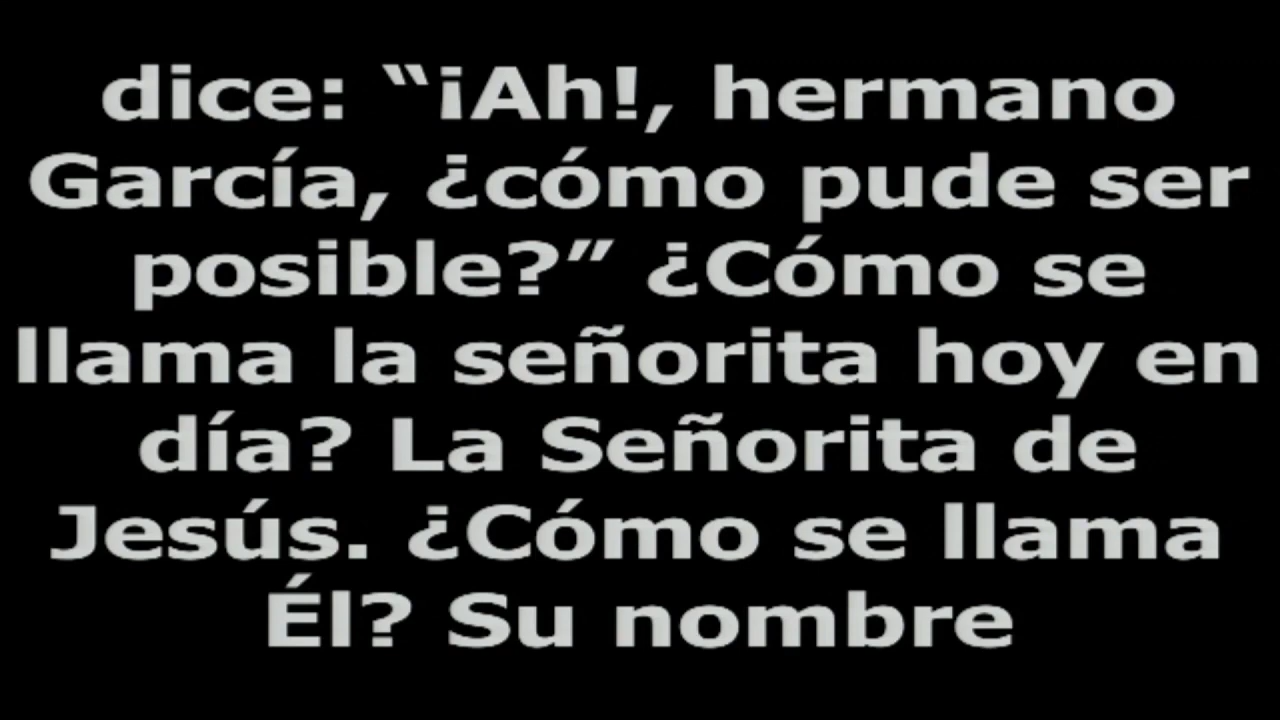 dice: “¡Ah!, hermano
García, ¿cómo pude ser
posible?” ¿Cómo se
llama la señorita hoy en
día? La Señorita de
Jesús. ¿Cómo se llama
Él? Su nombre